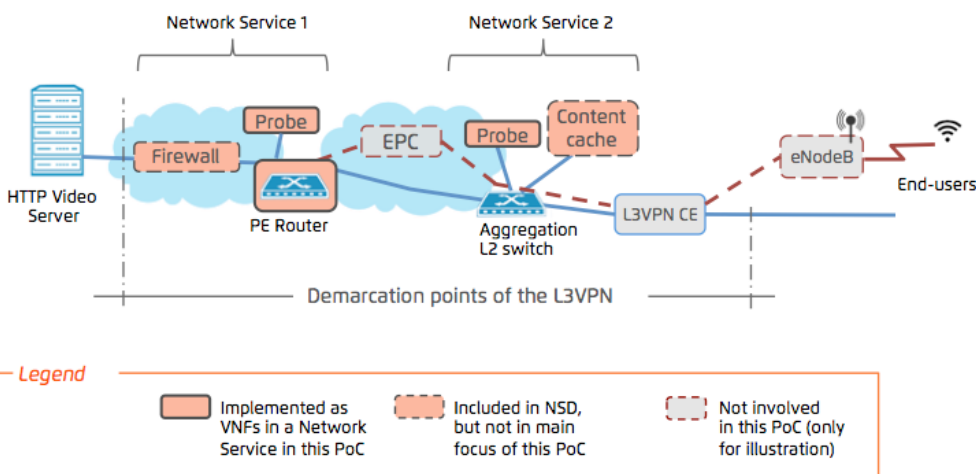 Network Service 1
Network Service 2
Probe
Content
cache
Firewall
EPC
Probe
eNodeB
HTTP Video
Server
PE Router
Aggregation
L2 switch
L3VPN CE
End-users
Demarcation points of the L3VPN
Legend
Implemented as
VNFs in a Network
Service in this PoC
Included in NSD,
but not in main
focus of this PoC
Not involved
in this PoC (only
for illustration)